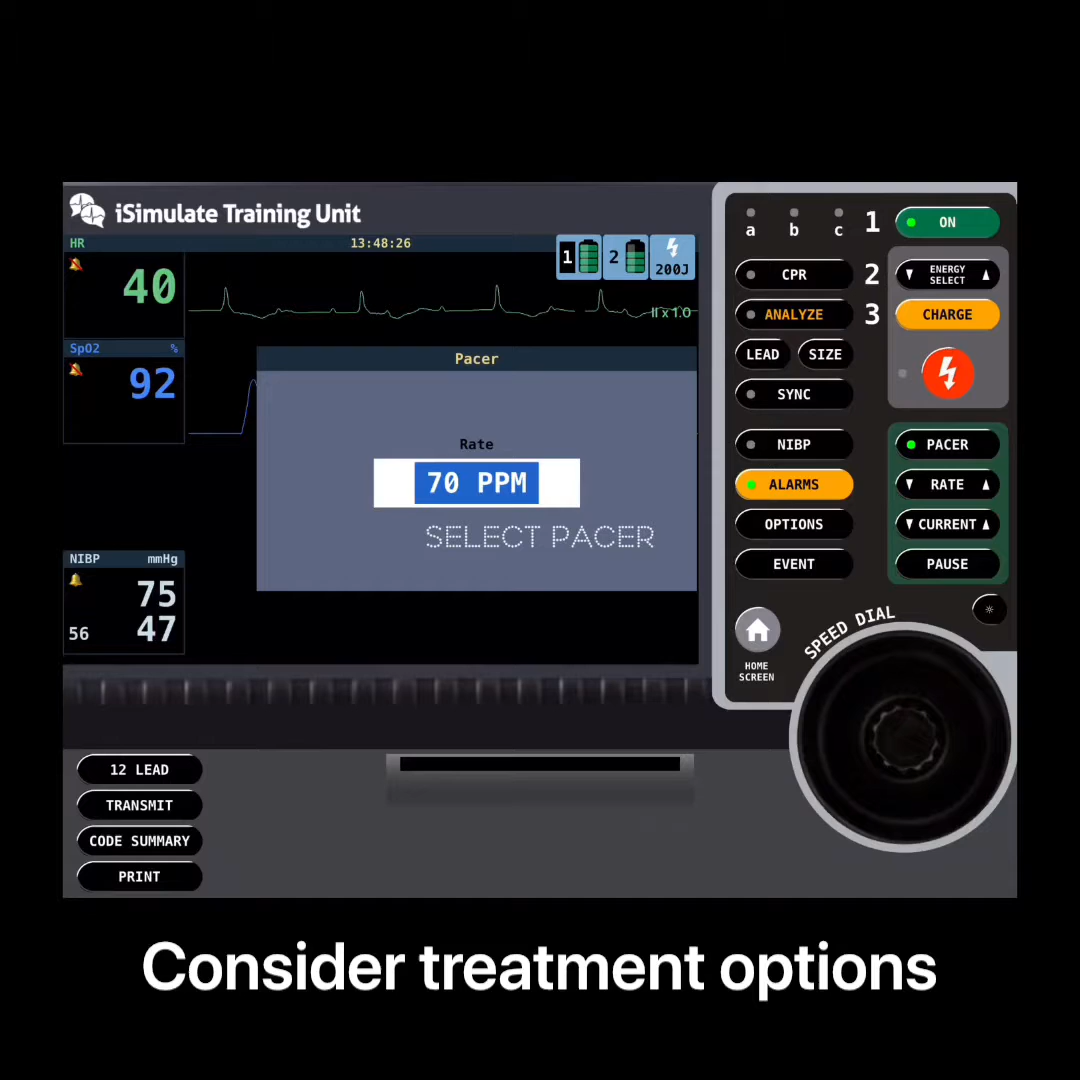 iSimulate Training Unit
HR
13:48:26
40
1
2
200J
II x 1.0
SpO2 %
92
Pacer
Rate
70 PPM
SELECT PACER
NIBP mmHg
75
56 47
a b c
1 ON
CPR
2 ENERGY SELECT
ANALYZE
3 CHARGE
LEAD SIZE
SYNC
NIBP
PACER
ALARMS
RATE
OPTIONS
CURRENT
EVENT
PAUSE
SPEED DIAL
HOME
SCREEN
12 LEAD
TRANSMIT
CODE SUMMARY
PRINT
Consider treatment options